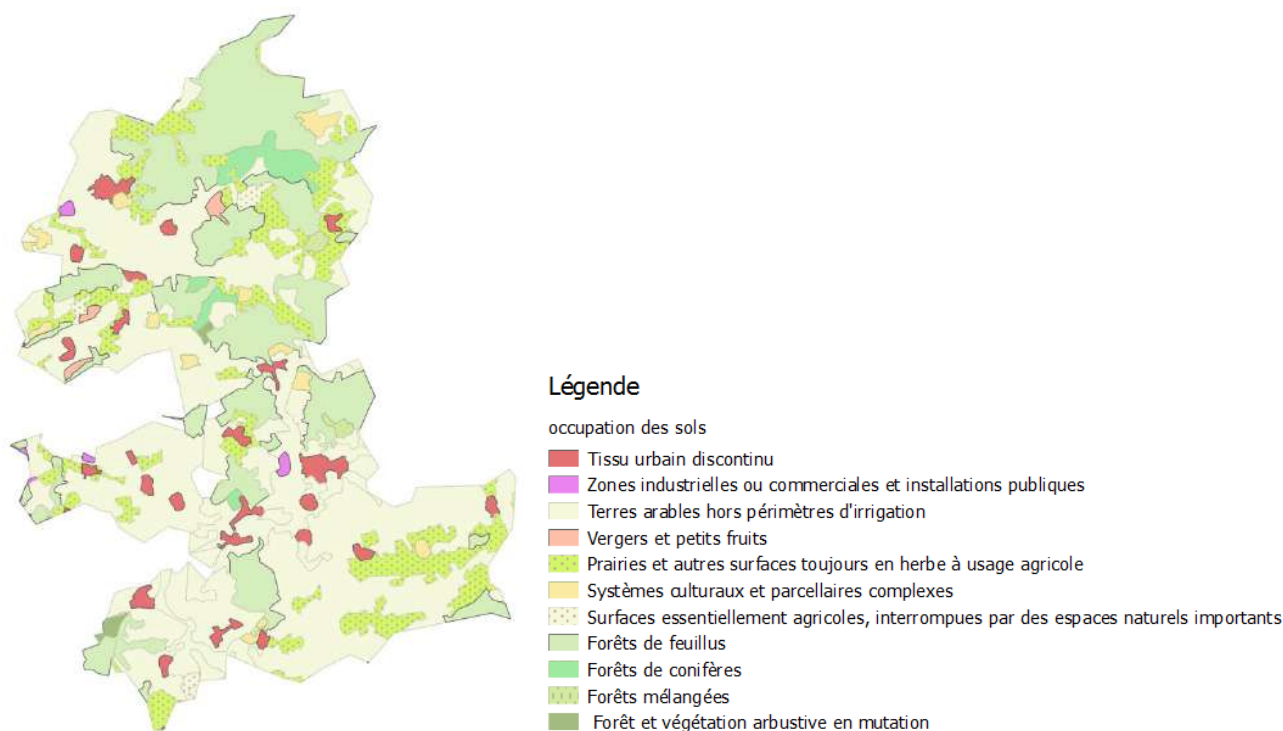 Légende
occupation des sols
Tissu urbain discontinu
Zones industrielles ou commerciales et installations publiques
Terres arables hors périmètres d'irrigation
Vergers et petits fruits
Prairies et autres surfaces toujours en herbe à usage agricole
Systèmes culturaux et parcellaires complexes
Surfaces essentiellement agricoles, interrompues par des espaces naturels importants
Forêts de feuillus
Forêts de conifères
Forêts mélangées
Forêt et végétation arbustive en mutation